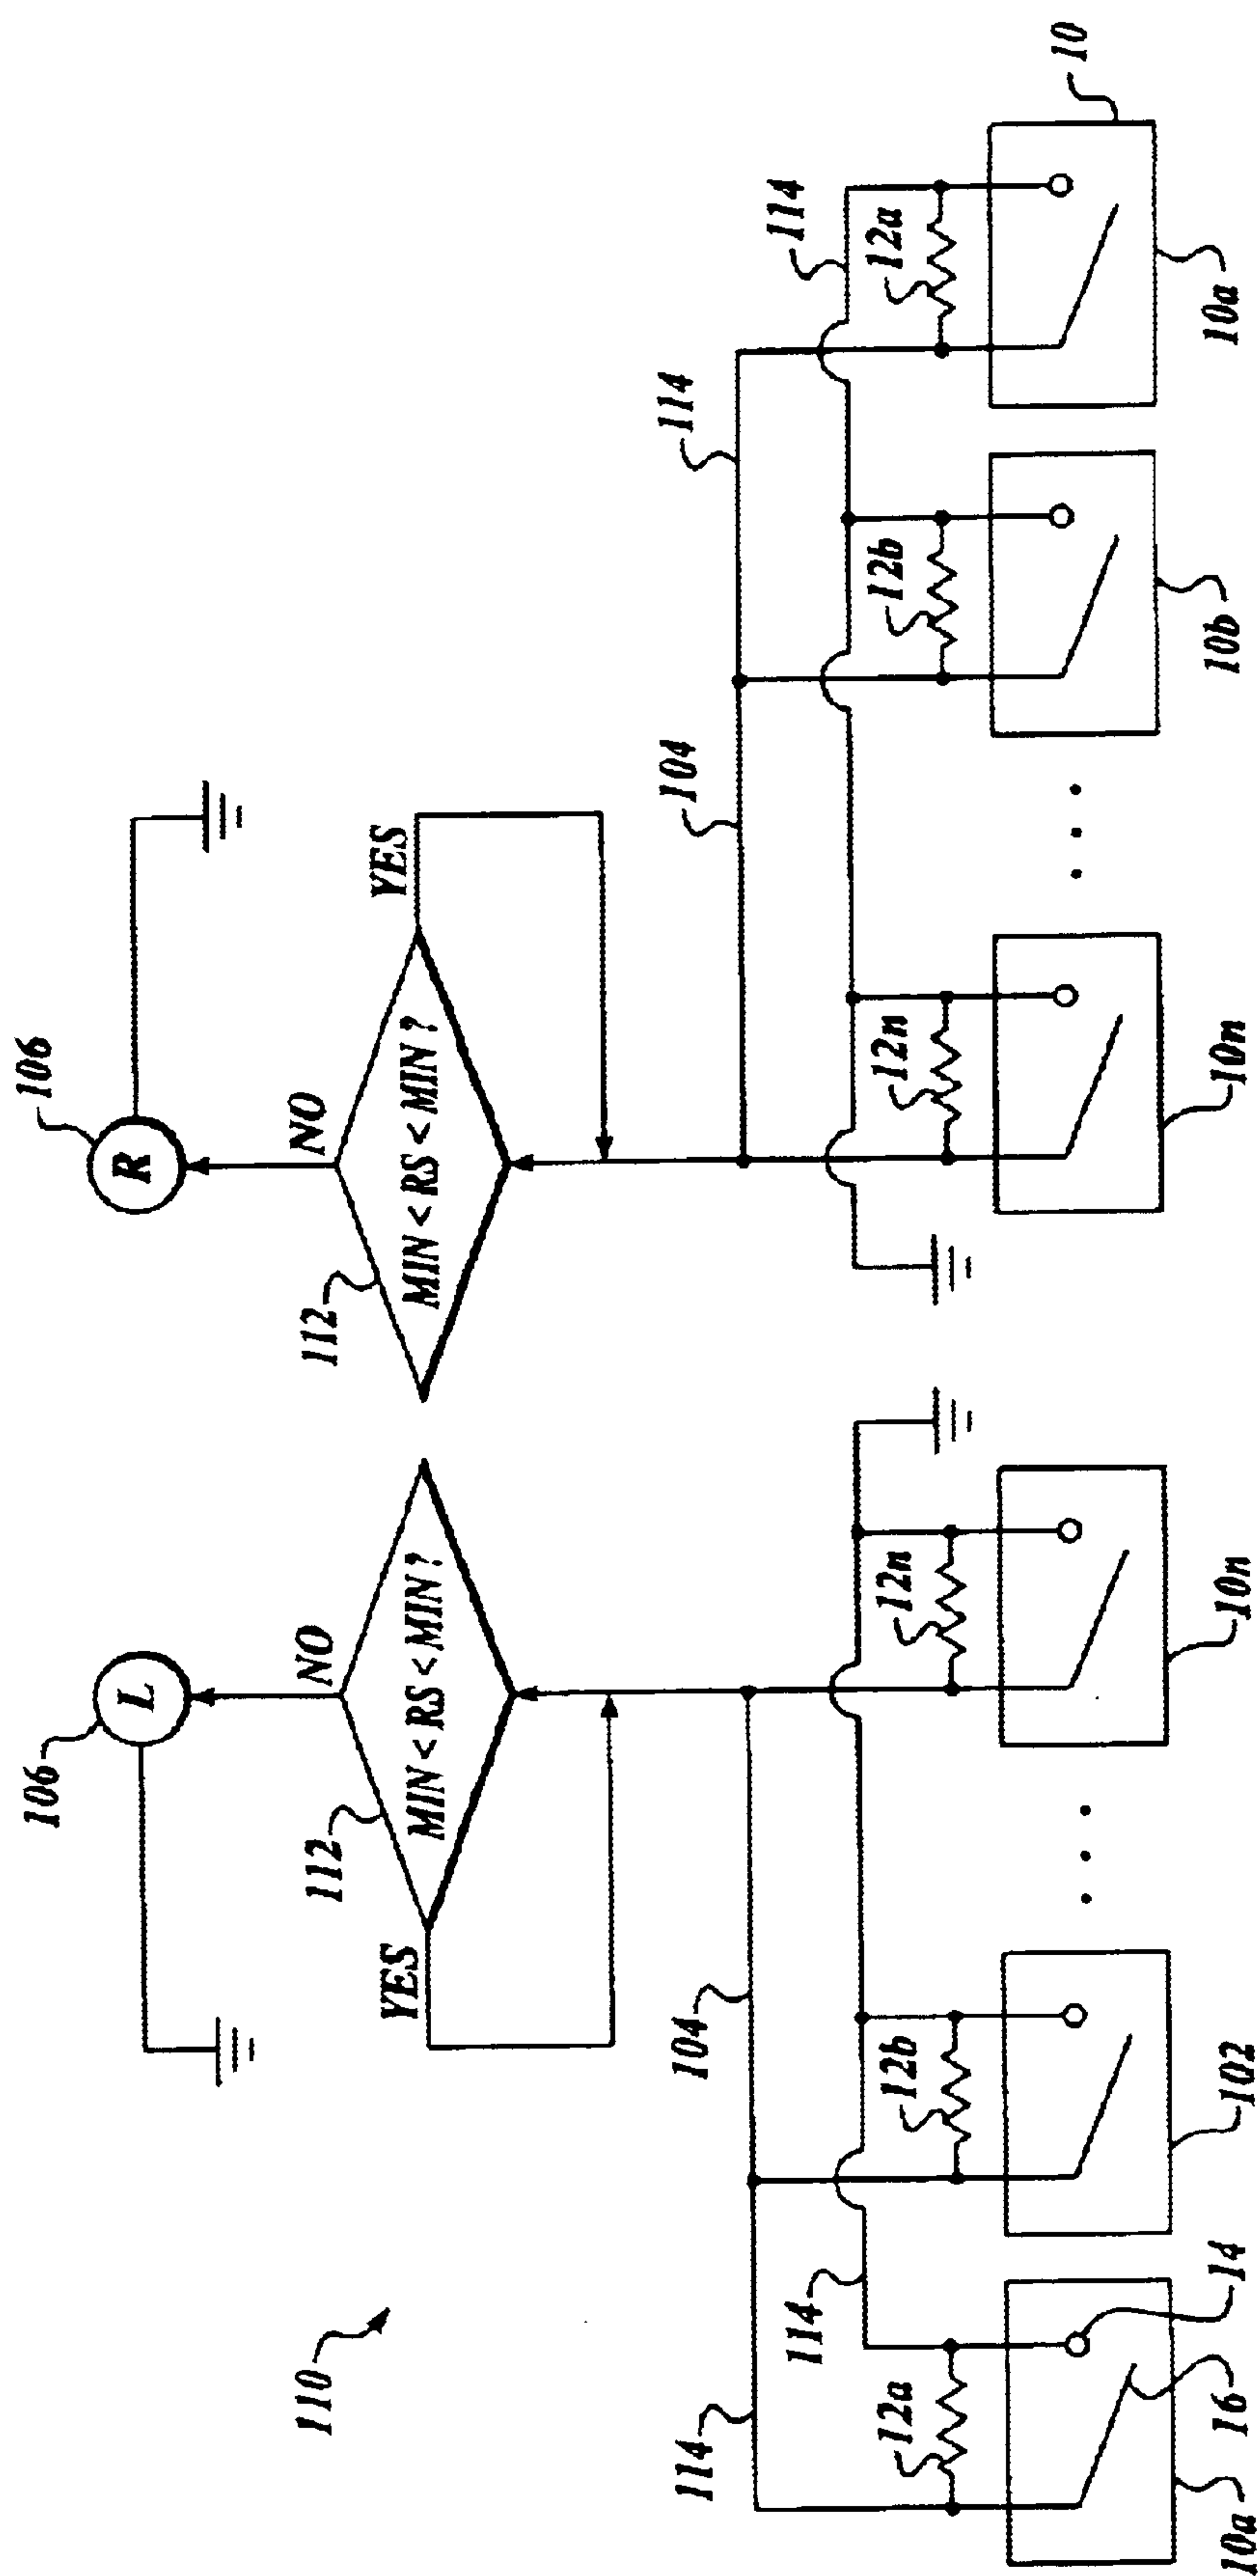 110
106
L
106
R
NO
NO
112
MIN < RS < MIN ?
YES
112
MIN < RS < MIN ?
YES
114
104
104
114
114
114
12a
12b
12n
12n
12b
12a
14
16
10
10a
102
10n
10n
10b
10a